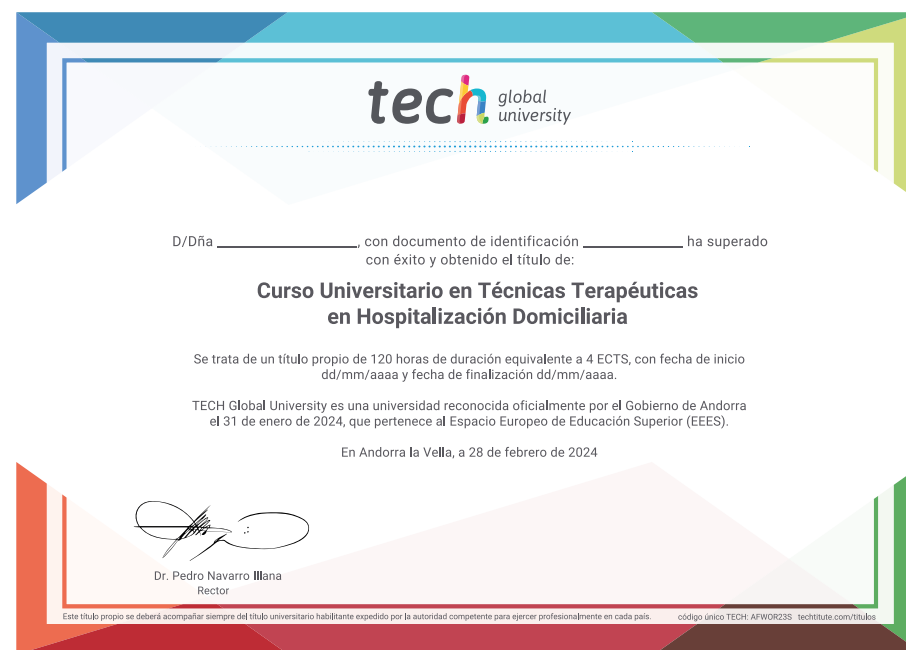 tech global
university
D/Dña ____________, con documento de identificación ____________ ha superado
con éxito y obtenido el título de:
Curso Universitario en Técnicas Terapéuticas
en Hospitalización Domiciliaria
Se trata de un título propio de 120 horas de duración equivalente a 4 ECTS, con fecha de inicio
dd/mm/aaaa y fecha de finalización dd/mm/aaaa.
TECH Global University es una universidad reconocida oficialmente por el Gobierno de Andorra
el 31 de enero de 2024, que pertenece al Espacio Europeo de Educación Superior (EEES).
En Andorra la Vella, a 28 de febrero de 2024
Dr. Pedro Navarro Illana
Rector
Este título propio se deberá acompañar siempre del título universitario habilitante expedido por la autoridad competente para ejercer profesionalmente en cada país. código único TECH: AFWOR23S techtitute.com/titulos